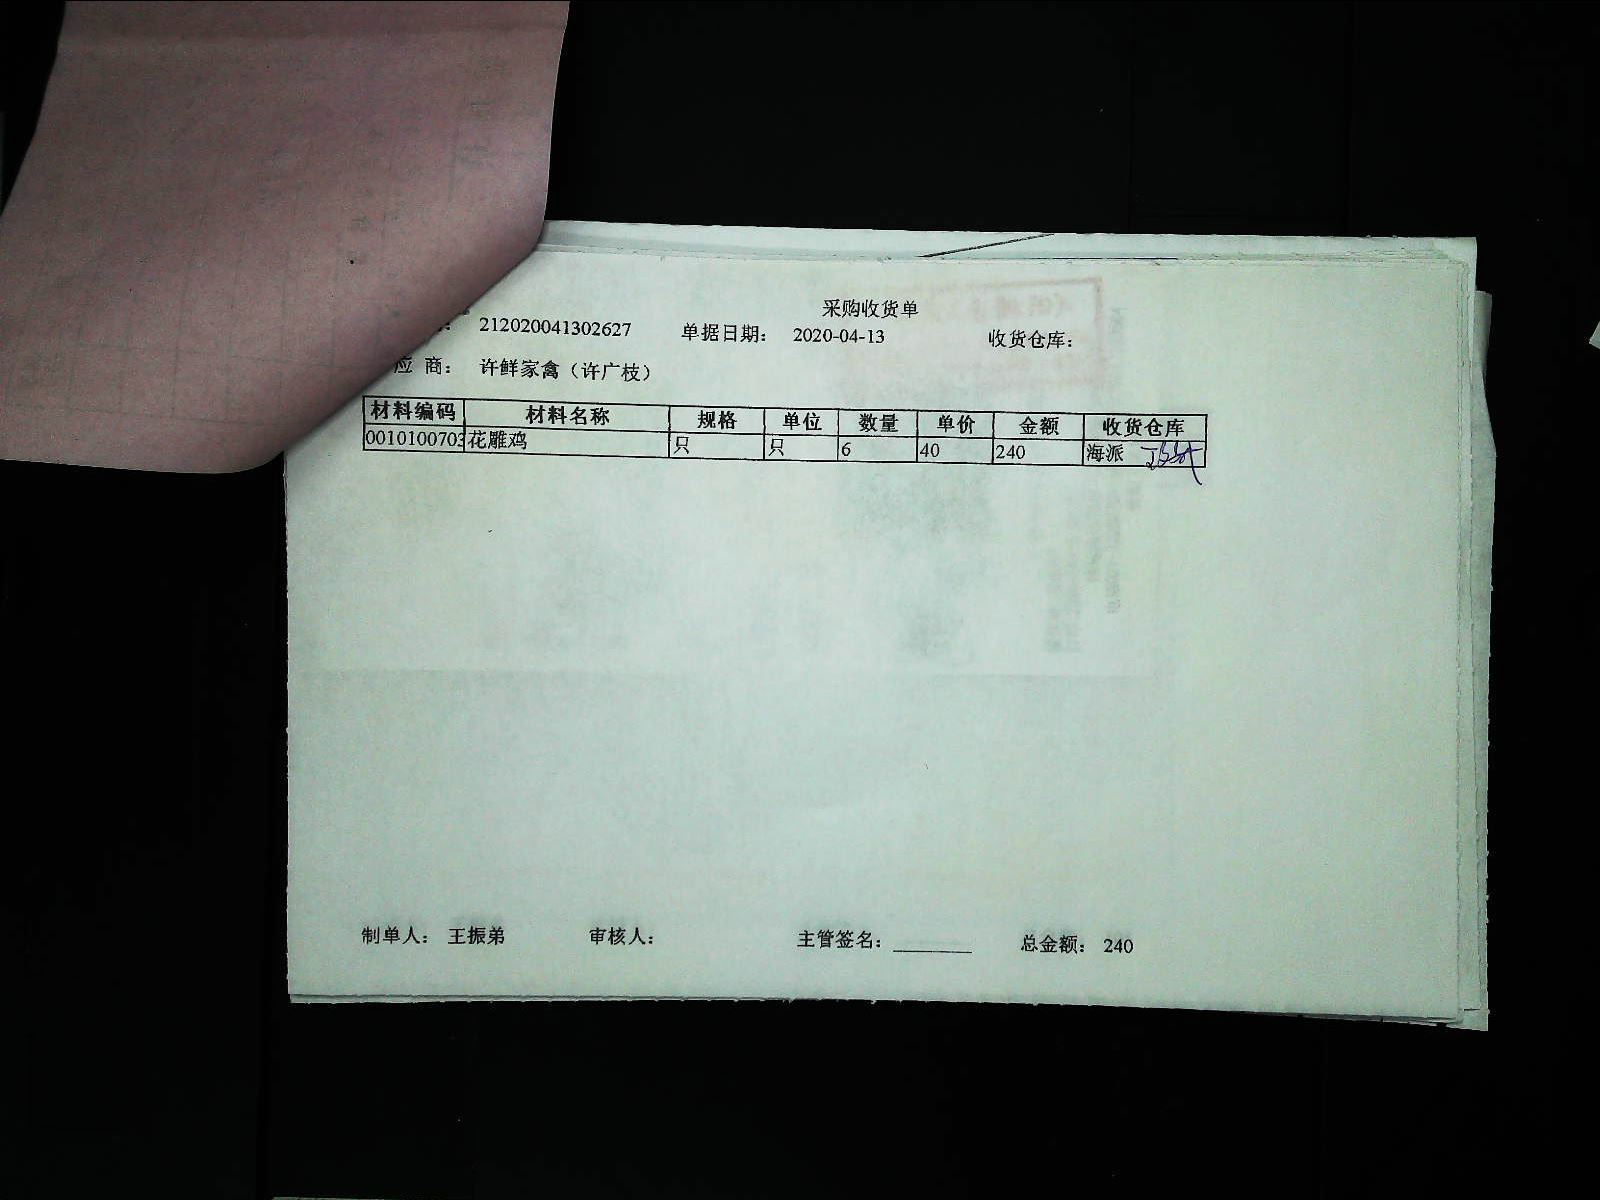 采购收货单
212020041302627 单据日期： 2020-04-13 收货仓库：
应 商： 许鲜家禽（许广枝）
材料编码 材料名称 规格 单位 数量 单价 金额 收货仓库
0010100703 花雕鸡 只 只 6 40 240 海派
制单人： 王振弟 审核人： 主管签名： 总金额： 240